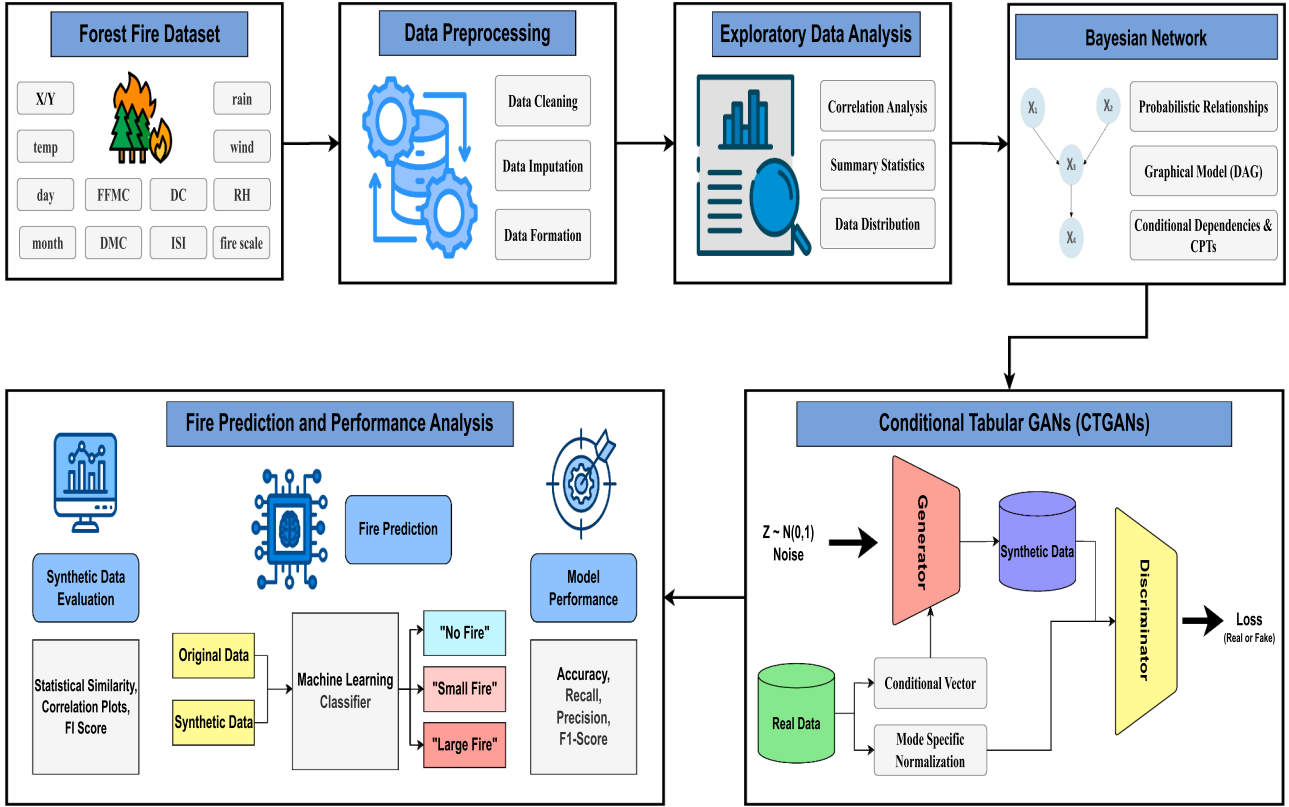 Forest Fire Dataset
X/Y
rain
temp
wind
day
FFMC
DC
RH
month
DMC
ISI
fire scale
Data Preprocessing
Data Cleaning
Data Imputation
Data Formation
Exploratory Data Analysis
Correlation Analysis
Summary Statistics
Data Distribution
Bayesian Network
X₁
X₂
X₃
X₄
Probabilistic Relationships
Graphical Model (DAG)
Conditional Dependencies &
CPTs
Fire Prediction and Performance Analysis
Synthetic Data
Evaluation
Statistical Similarity,
Correlation Plots,
FI Score
Fire Prediction
Original Data
Synthetic Data
Machine Learning
Classifier
"No Fire"
"Small Fire"
"Large Fire"
Model
Performance
Accuracy,
Recall,
Precision,
F1-Score
Conditional Tabular GANs (CTGANs)
Z ~ N(0,1)
Noise
Generator
Synthetic Data
Discriminator
Loss
(Real or Fake)
Real Data
Conditional Vector
Mode Specific
Normalization